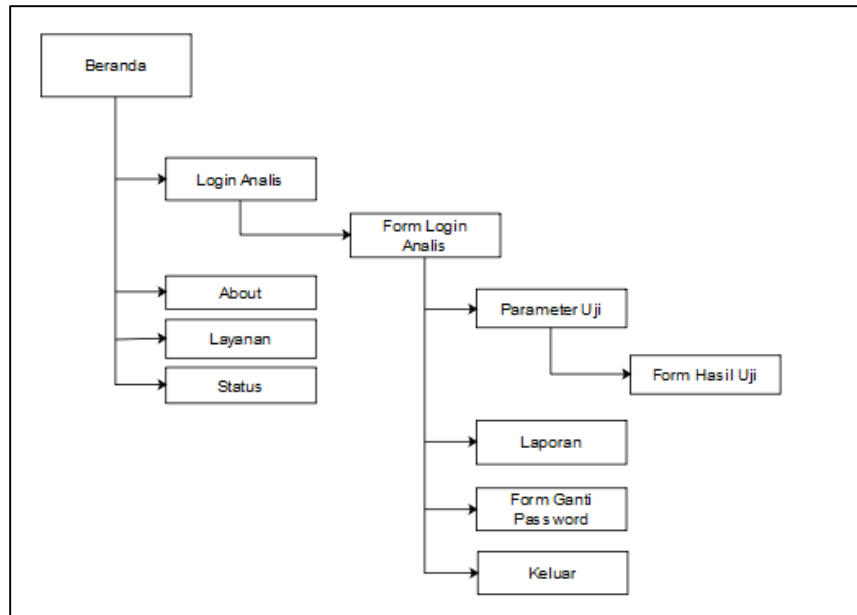 Beranda
Login Analis
Form Login
Analis
About
Parameter Uji
Layanan
Form Hasil Uji
Status
Laporan
Form Ganti
Password
Keluar